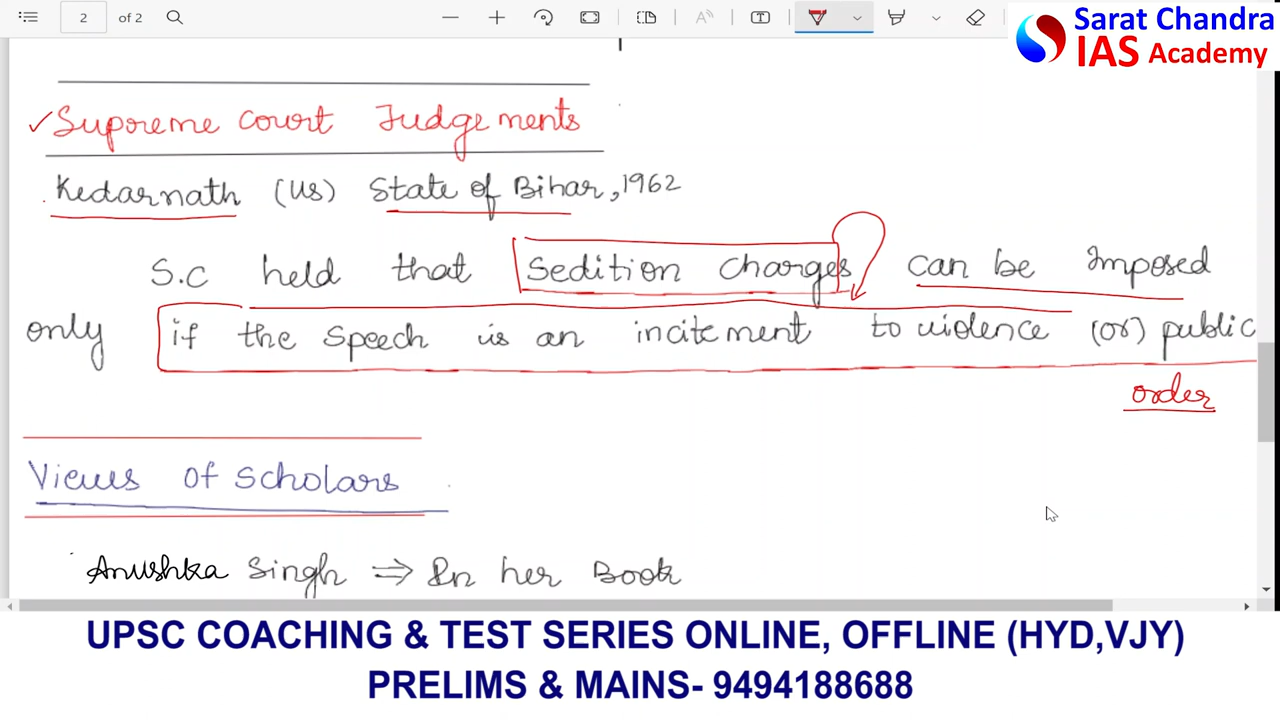 2 of 2
Sarat Chandra
IAS Academy
Supreme Court Judgements
Kedarnath (Us) State of Bihar, 1962
S.C held that Sedition Charges can be Imposed
only if the Speech is an incitement to violence (or) public
order
Views of Scholars
Anushka Singh ⇒ In her Book
UPSC COACHING & TEST SERIES ONLINE, OFFLINE (HYD,VJY)
PRELIMS & MAINS- 9494188688